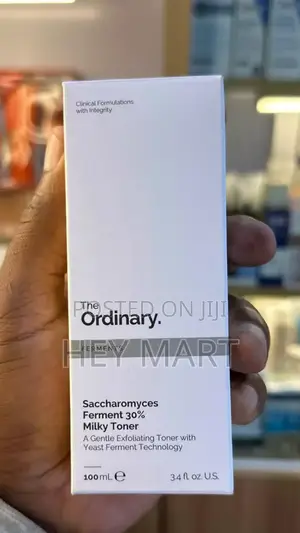 Clinical Formulations
with Integrity
The
Ordinary.
POSTED ON JIJI
FERMENTS
HEY MART
Saccharomyces
Ferment 30%
Milky Toner
A Gentle Exfoliating Toner with
Yeast Ferment Technology
100mL ℮ 3.4 fl. oz. U.S.